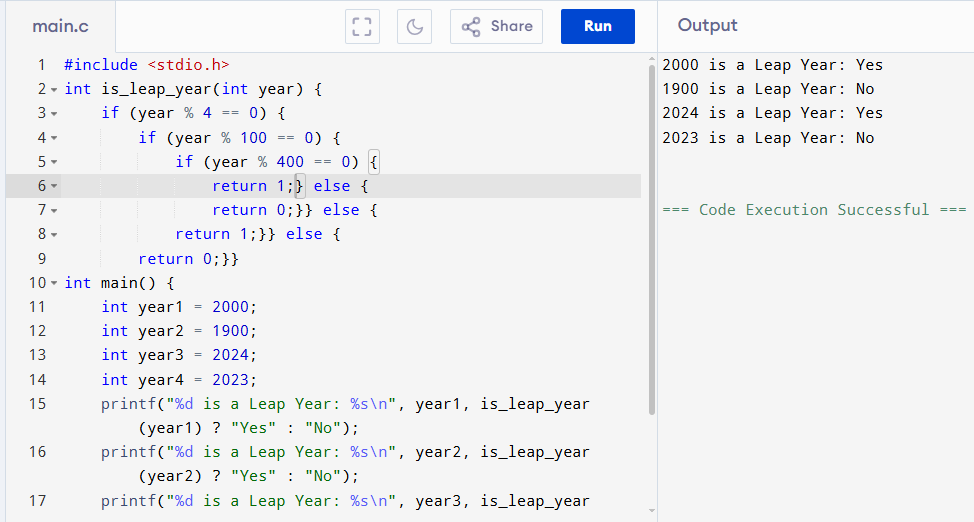 main.c
Share
Run
Output
1 #include <stdio.h>
2 int is_leap_year(int year) {
3     if (year % 4 == 0) {
4         if (year % 100 == 0) {
5             if (year % 400 == 0) {
6                 return 1;} else {
7                 return 0;}} else {
8             return 1;}} else {
9         return 0;}}
10 int main() {
11     int year1 = 2000;
12     int year2 = 1900;
13     int year3 = 2024;
14     int year4 = 2023;
15     printf("%d is a Leap Year: %s\n", year1, is_leap_year
        (year1) ? "Yes" : "No");
16     printf("%d is a Leap Year: %s\n", year2, is_leap_year
        (year2) ? "Yes" : "No");
17     printf("%d is a Leap Year: %s\n", year3, is_leap_year
2000 is a Leap Year: Yes
1900 is a Leap Year: No
2024 is a Leap Year: Yes
2023 is a Leap Year: No
=== Code Execution Successful ===